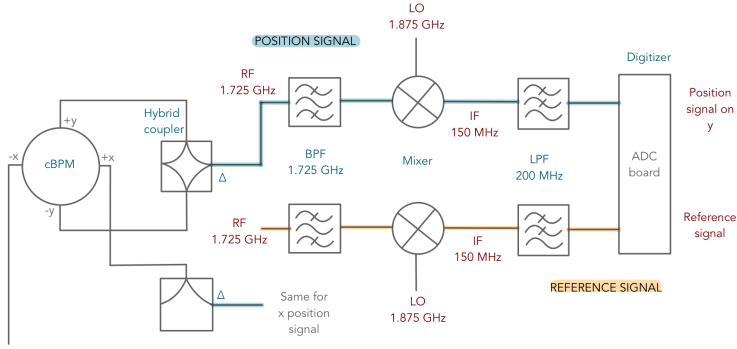 LO
1.875 GHz
POSITION SIGNAL
Digitizer
RF
1.725 GHz
Position
signal on
y
Hybrid
coupler
+y
IF
150 MHz
-x
cBPM
+x
BPF
1.725 GHz
Mixer
LPF
200 MHz
ADC
board
Δ
-y
RF
1.725 GHz
Reference
signal
IF
150 MHz
REFERENCE SIGNAL
Δ
Same for
x position
signal
LO
1.875 GHz